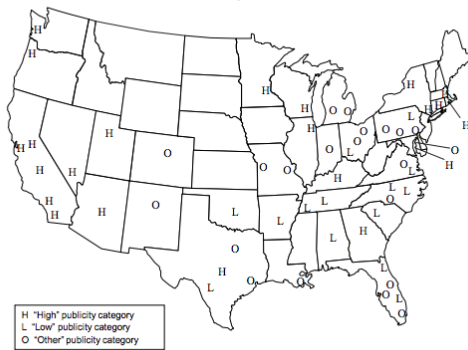 H
H
H
H
H
H H H
O O
L
H
H O
H O O O
L O
H H O O
O L
O H
O O L
H H
H
L
L L
O
H L L
O
H H L L L
H L
O
L
H
O O O
L O
O L
O
H "High" publicity category
L "Low" publicity category
O "Other" publicity category